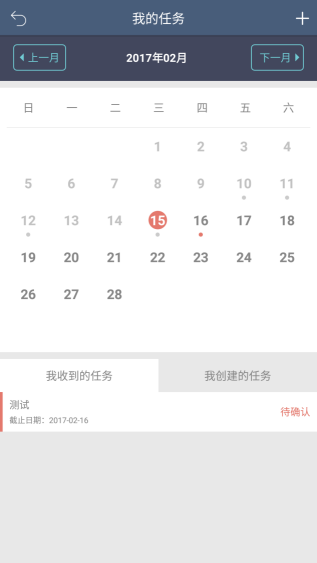 我的任务
上一月 2017年02月 下一月
日 一 二 三 四 五 六
1 2 3 4
5 6 7 8 9 10 11
12 13 14 15 16 17 18
19 20 21 22 23 24 25
26 27 28
我收到的任务 我创建的任务
测试
待确认
截止日期：2017-02-16